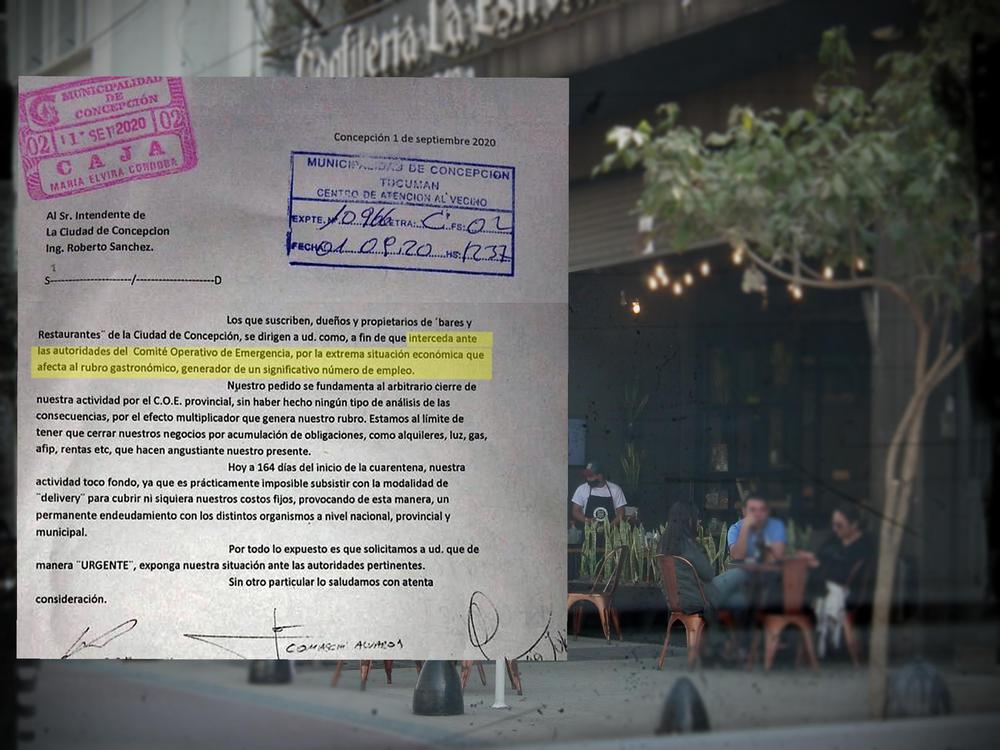 Confitería La
MUNICIPALIDAD
DE
CONCEPCIÓN
02 1° SET 2020 02
CAJA
MARIA ELVIRA CORDOBA
Concepción 1 de septiembre 2020
MUNICIPALIDAD DE CONCEPCION
TUCUMAN
CENTRO DE ATENCION AL VECINO
EXPTE. Nº 10966 LETRA: C FS: 02
FECHA 01 09.20 HS: 1237
Al Sr. Intendente de
La Ciudad de Concepcion
Ing. Roberto Sanchez.
S----------------------/----------------------D
Los que suscriben, dueños y propietarios de ¨bares y
Restaurantes¨ de la Ciudad de Concepción, se dirigen a ud. como, a fin de que interceda ante
las autoridades del Comité Operativo de Emergencia, por la extrema situación económica que
afecta al rubro gastronómico, generador de un significativo número de empleo.
Nuestro pedido se fundamenta al arbitrario cierre de
nuestra actividad por el C.O.E. provincial, sin haber hecho ningún tipo de análisis de las
consecuencias, por el efecto multiplicador que genera nuestro rubro. Estamos al límite de
tener que cerrar nuestros negocios por acumulación de obligaciones, como alquileres, luz, gas,
afip, rentas etc, que hacen angustiante nuestro presente.
Hoy a 164 días del inicio de la cuarentena, nuestra
actividad toco fondo, ya que es prácticamente imposible subsistir con la modalidad de
¨delivery¨ para cubrir ni siquiera nuestros costos fijos, provocando de esta manera, un
permanente endeudamiento con los distintos organismos a nivel nacional, provincial y
municipal.
Por todo lo expuesto es que solicitamos a ud. que de
manera ¨URGENTE¨, exponga nuestra situación ante las autoridades pertinentes.
Sin otro particular lo saludamos con atenta
consideración.